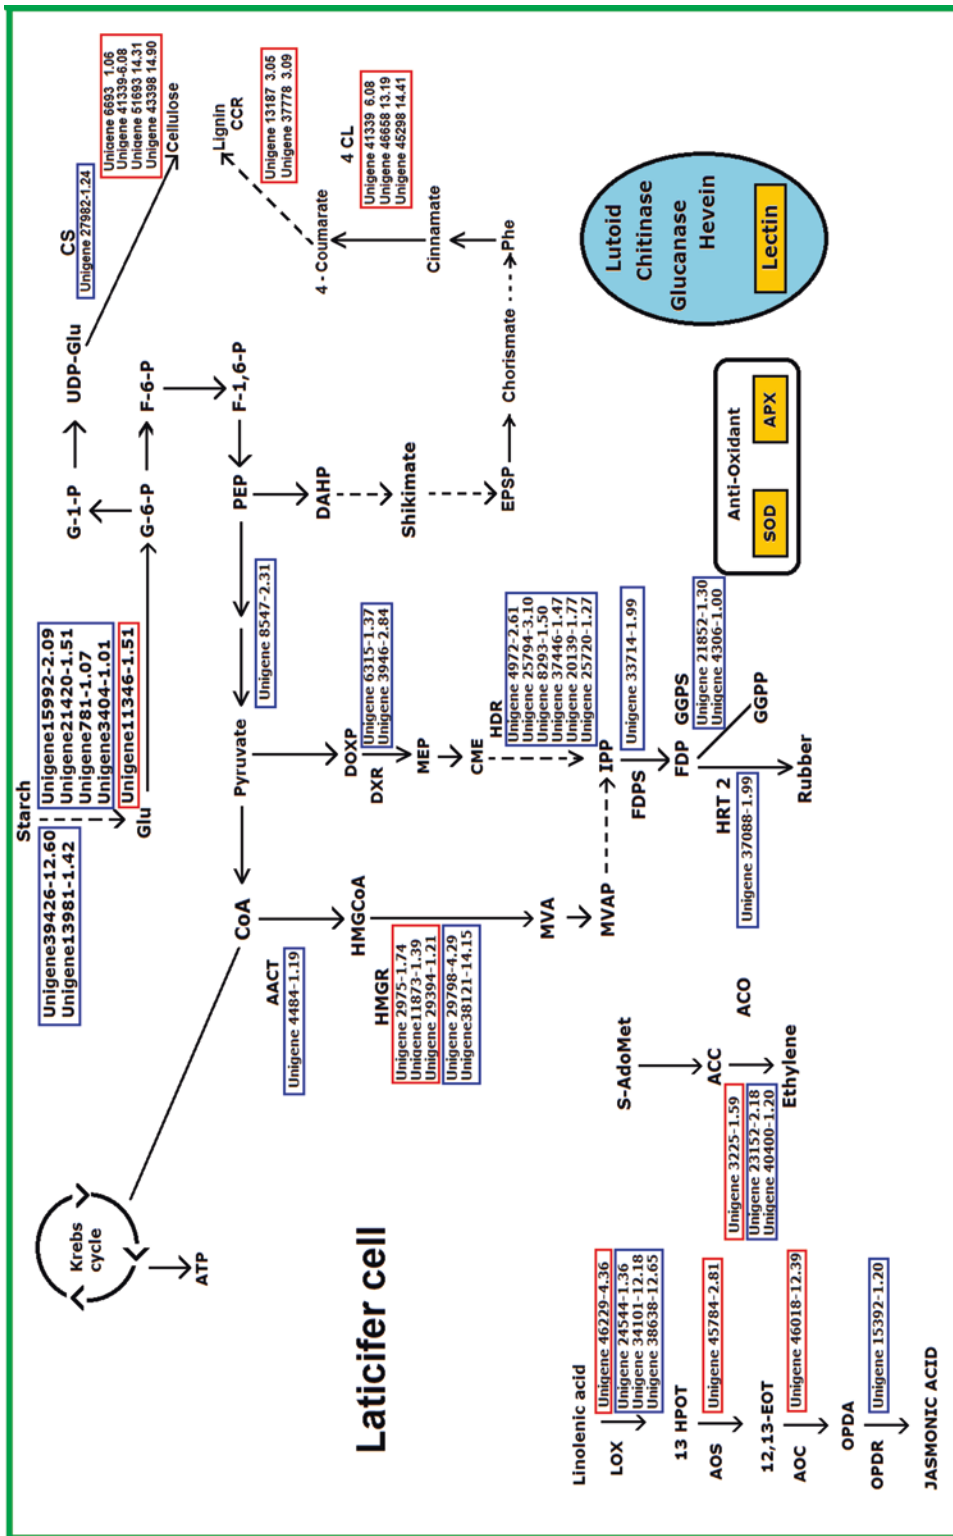 Krebs
cycle
ATP
Starch
Unigene39426-12.60
Unigene13981-1.42
Unigene15992-2.09
Unigene21420-1.51
Unigene781-1.07
Unigene3404-1.01
Unigene11346-1.51
Glu
G-1-P
G-6-P
UDP-Glu
F-6-P
CS
Unigene 27982-1.24
Unigene 6693 1.06
Unigene 41339-6.08
Unigene 51693 14.31
Unigene 43398 14.90
Cellulose
CoA
Pyruvate
Unigene 8547-2.31
PEP
F-1,6-P
Lignin
CCR
Unigene 13187 3.05
Unigene 37778 3.09
AACT
Unigene 4484-1.19
HMGCoA
DOXP
DXR
Unigene 6315-1.37
Unigene 3946-2.84
MEP
DAHP
Shikimate
4 - Coumarate
4 CL
Unigene 41339 6.08
Unigene 46658 13.19
Unigene 45298 14.41
Cinnamate
HMGR
Unigene 2975-1.74
Unigene11873-1.39
Unigene 29394-1.21
Unigene 29798-4.29
Unigene38121-14.15
CME
HDR
Unigene 4972-2.61
Unigene 25794-3.10
Unigene 8293-1.50
Unigene 37446-1.47
Unigene 20139-1.77
Unigene 25720-1.27
EPSP
Chorismate
Phe
MVA
MVAP
IPP
FDPS
Unigene 33714-1.99
FDP
GGPS
Unigene 21852-1.30
Unigene 4306-1.00
GGPP
HRT 2
Unigene 37088-1.99
Rubber
Laticifer cell
Linolenic acid
LOX
Unigene 46229-4.36
Unigene 24544-1.36
Unigene 34101-12.18
Unigene 38638-12.65
13 HPOT
AOS
Unigene 45784-2.81
12,13-EOT
AOC
Unigene 46018-12.39
OPDA
OPDR
Unigene 15392-1.20
JASMONIC ACID
S-AdoMet
ACC
ACO
Unigene 3225-1.59
Unigene 23152-2.18
Unigene 40400-1.20
Ethylene
Anti-Oxidant
SOD
APX
Lutoid
Chitinase
Glucanase
Hevein
Lectin